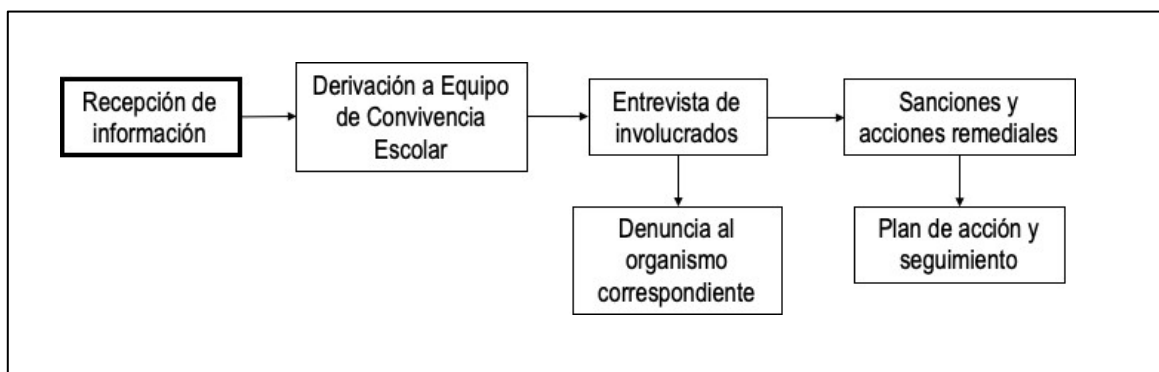 Recepción de
información
Derivación a Equipo
de Convivencia
Escolar
Entrevista de
involucrados
Sanciones y
acciones remediales
Denuncia al
organismo
correspondiente
Plan de acción y
seguimiento